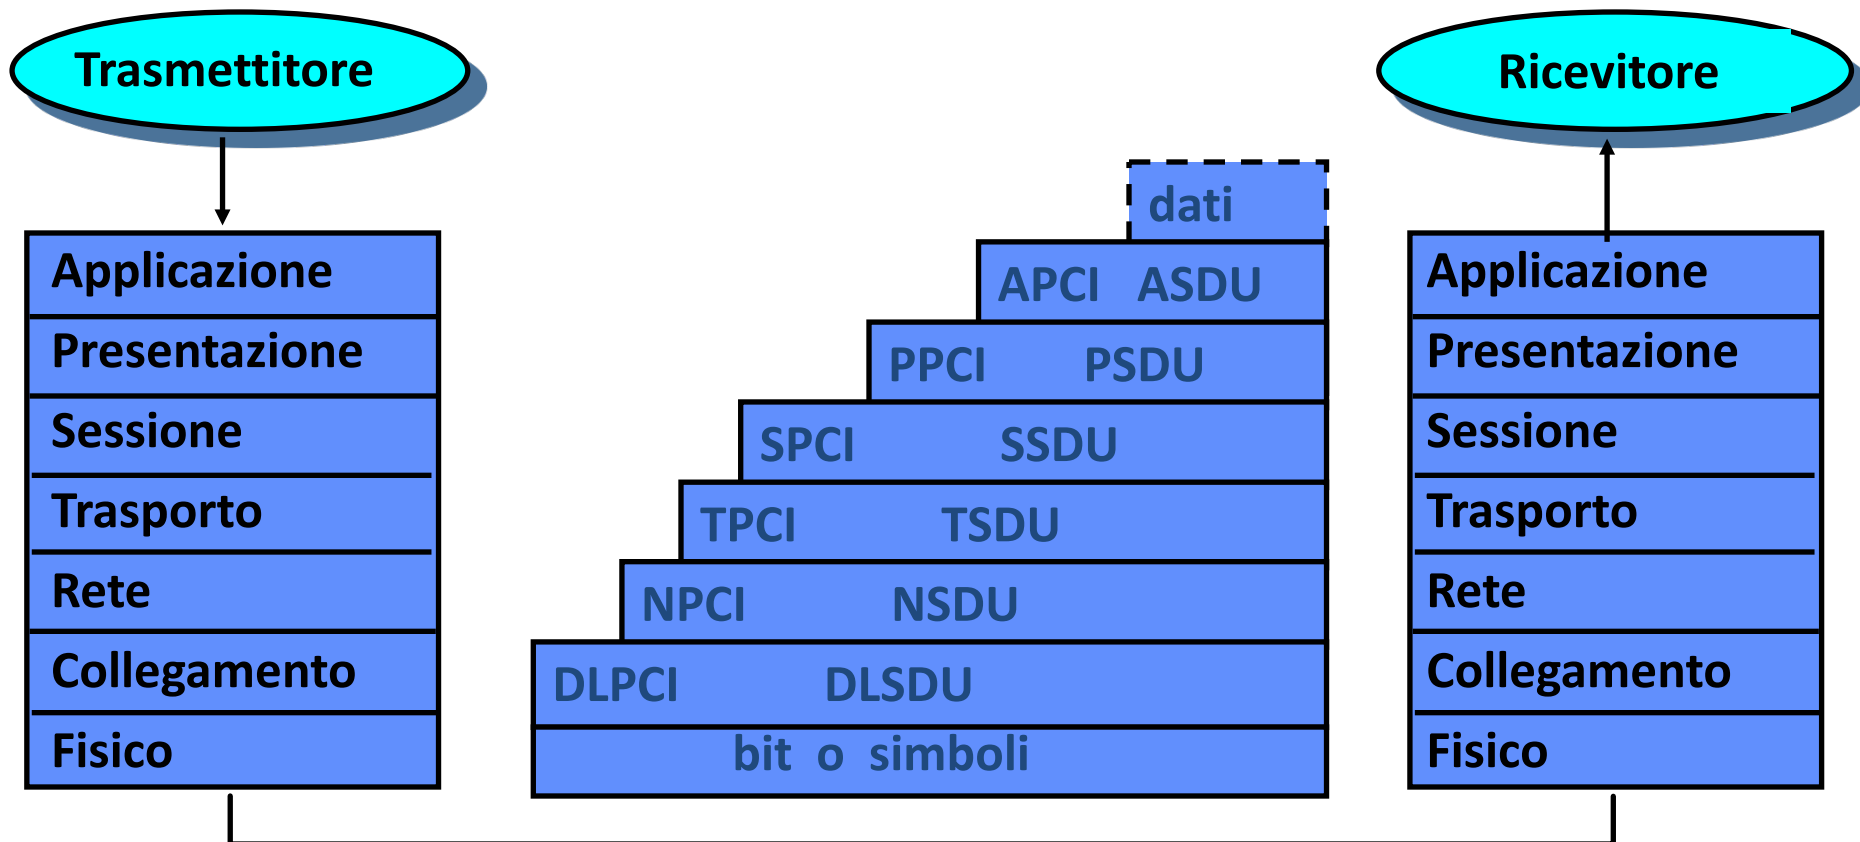 Trasmettitore
Ricevitore
Applicazione
Presentazione
Sessione
Trasporto
Rete
Collegamento
Fisico
dati
APCI ASDU
PPCI PSDU
SPCI SSDU
TPCI TSDU
NPCI NSDU
DLPCI DLSDU
bit o simboli
Applicazione
Presentazione
Sessione
Trasporto
Rete
Collegamento
Fisico